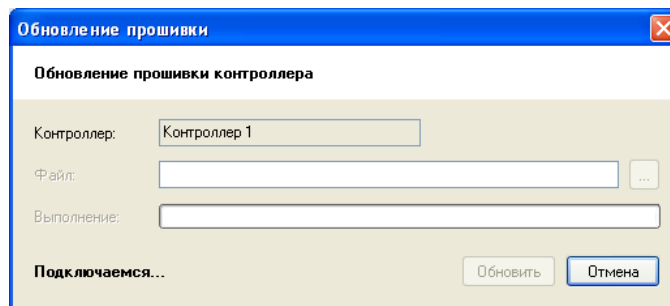 Обновление прошивки
Обновление прошивки контроллера
Контроллер: Контроллер 1
Файл: ...
Выполнение:
Подключаемся... Обновить Отмена